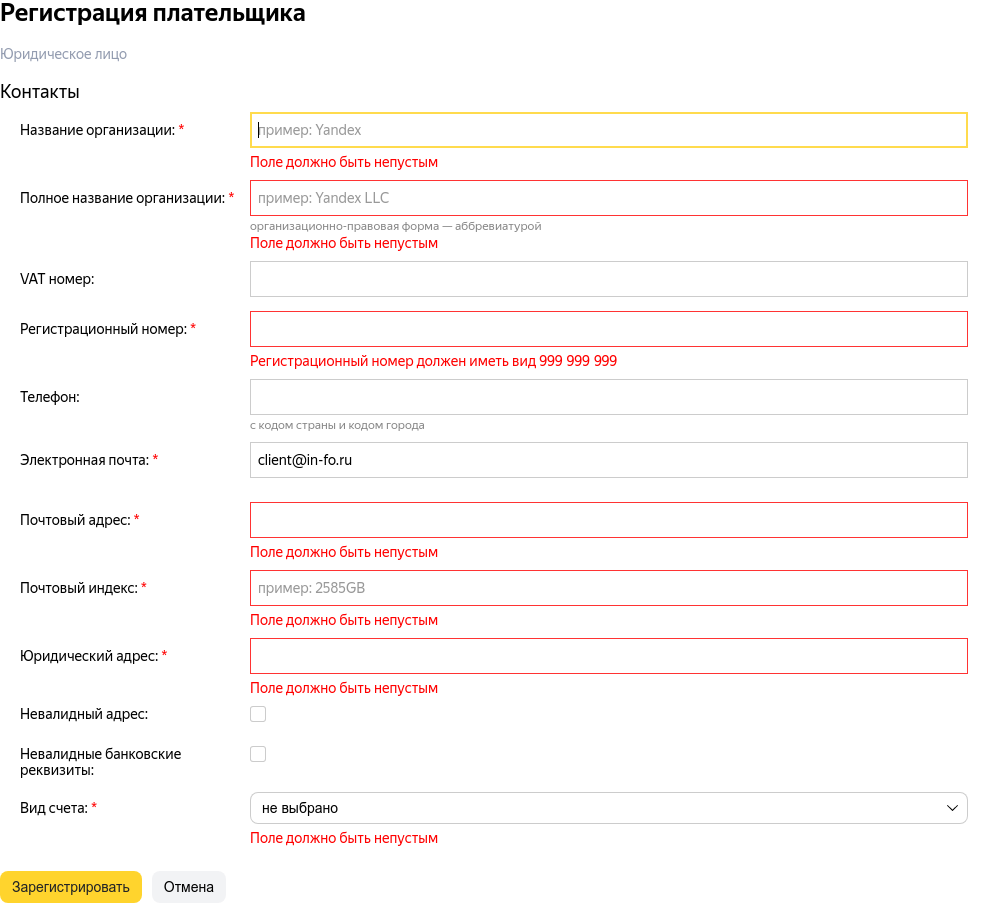 Регистрация плательщика
Юридическое лицо
Контакты
Название организации: *
пример: Yandex
Поле должно быть непустым
Полное название организации: *
пример: Yandex LLC
организационно-правовая форма — аббревиатурой
Поле должно быть непустым
VAT номер:
Регистрационный номер: *
Регистрационный номер должен иметь вид 999 999 999
Телефон:
с кодом страны и кодом города
Электронная почта: *
client@in-fo.ru
Почтовый адрес: *
Поле должно быть непустым
Почтовый индекс: *
пример: 2585GB
Поле должно быть непустым
Юридический адрес: *
Поле должно быть непустым
Невалидный адрес:
Невалидные банковские
реквизиты:
Вид счета: *
не выбрано
Поле должно быть непустым
Зарегистрировать
Отмена